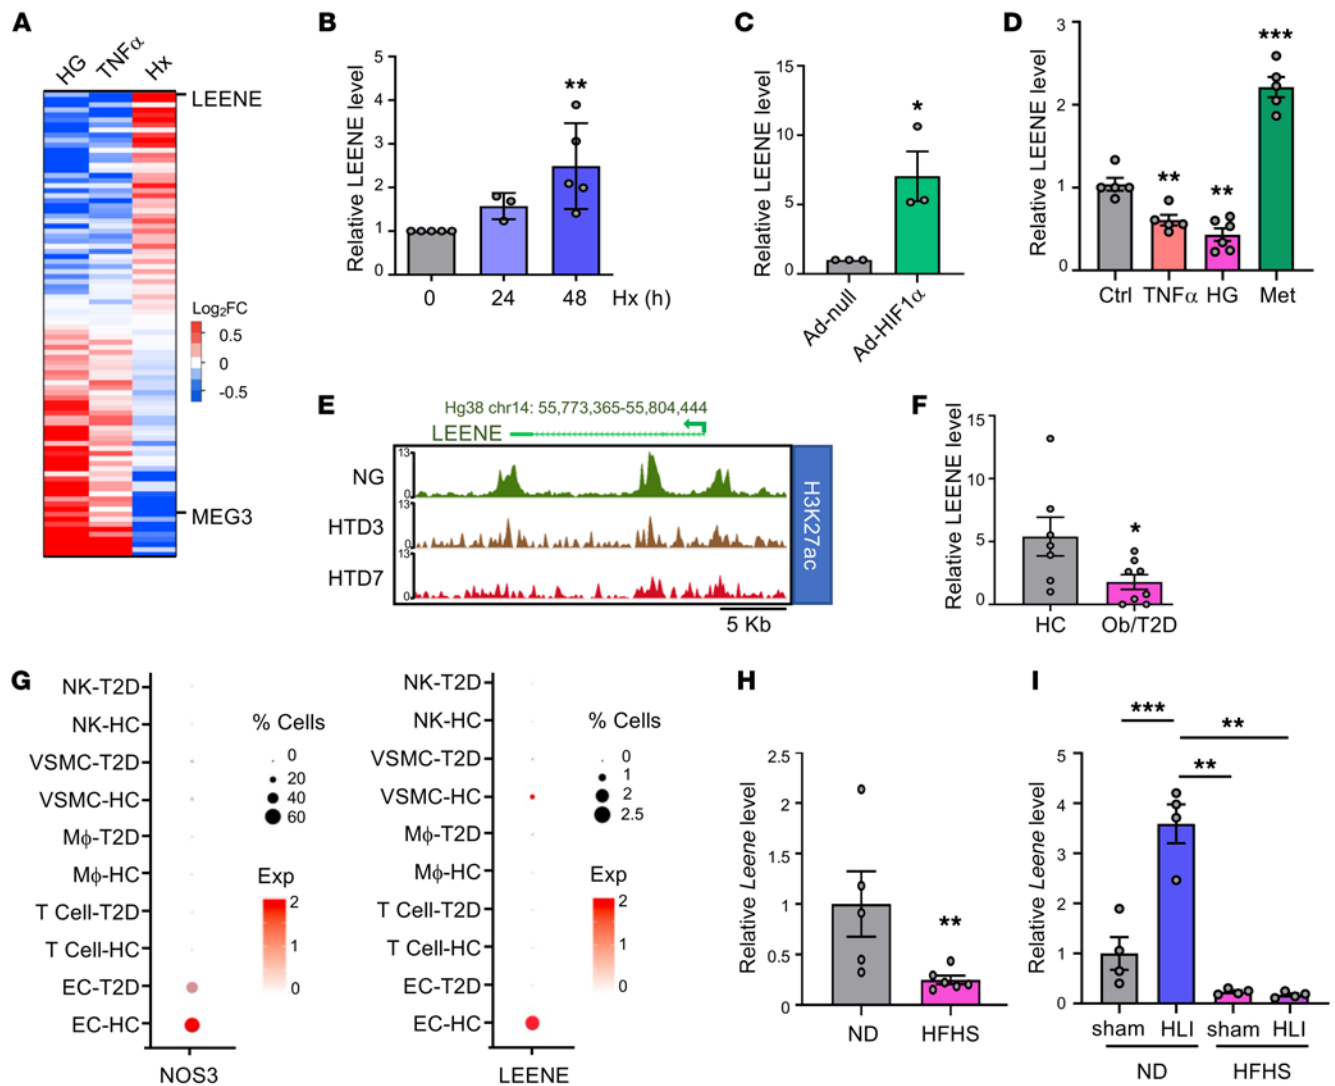 A
HG TNFα Hx
LEENE
Log2FC
0.5
0
-0.5
MEG3
B
Relative LEENE level
5
4
3
2
1
0
**
0 24 48 Hx (h)
C
Relative LEENE level
15
10
5
0
*
Ad-null
Ad-HIF1α
D
Relative LEENE level
3
2
1
0
** ** ***
Ctrl TNFα HG Met
E
Hg38 chr14: 55,773,365-55,804,444
LEENE
NG
13
0
HTD3
13
0
HTD7
13
0
H3K27ac
5 Kb
F
Relative LEENE level
15
10
5
0
*
HC Ob/T2D
G
NK-T2D
NK-HC
VSMC-T2D
VSMC-HC
Mϕ-T2D
Mϕ-HC
T Cell-T2D
T Cell-HC
EC-T2D
EC-HC
NOS3
% Cells
0
20
40
60
Exp
2
1
0
NK-T2D
NK-HC
VSMC-T2D
VSMC-HC
Mϕ-T2D
Mϕ-HC
T Cell-T2D
T Cell-HC
EC-T2D
EC-HC
LEENE
% Cells
0
1
2
2.5
Exp
2
1
0
H
Relative Leene level
2.5
2
1.5
1
0.5
0
**
ND HFHS
I
Relative Leene level
5
4
3
2
1
0
***
**
**
sham HLI sham HLI
ND HFHS